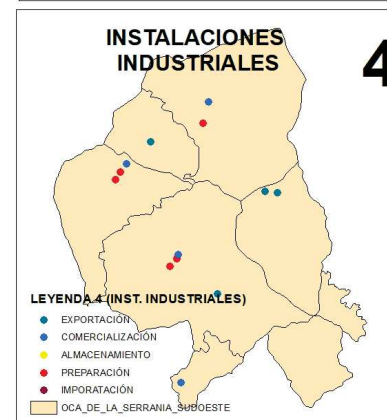 INSTALACIONES
INDUSTRIALES
4
LEYENDA 4 (INST. INDUSTRIALES)
EXPORTACIÓN
COMERCIALIZACIÓN
ALMACENAMIENTO
PREPARACIÓN
IMPORATACIÓN
OCA_DE_LA_SERRANIA_SUDOESTE